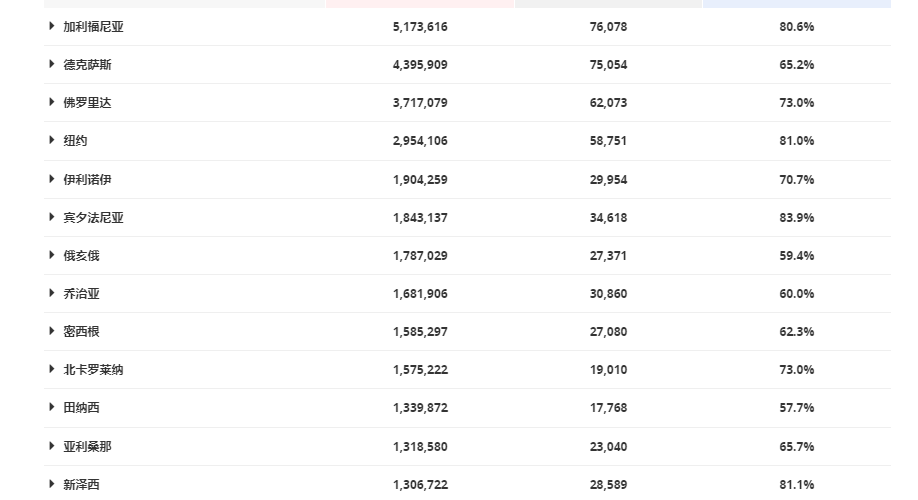 加利福尼亚 5,173,616 76,078 80.6%
德克萨斯 4,395,909 75,054 65.2%
佛罗里达 3,717,079 62,073 73.0%
纽约 2,954,106 58,751 81.0%
伊利诺伊 1,904,259 29,954 70.7%
宾夕法尼亚 1,843,137 34,618 83.9%
俄亥俄 1,787,029 27,371 59.4%
乔治亚 1,681,906 30,860 60.0%
密西根 1,585,297 27,080 62.3%
北卡罗莱纳 1,575,222 19,010 73.0%
田纳西 1,339,872 17,768 57.7%
亚利桑那 1,318,580 23,040 65.7%
新泽西 1,306,722 28,589 81.1%